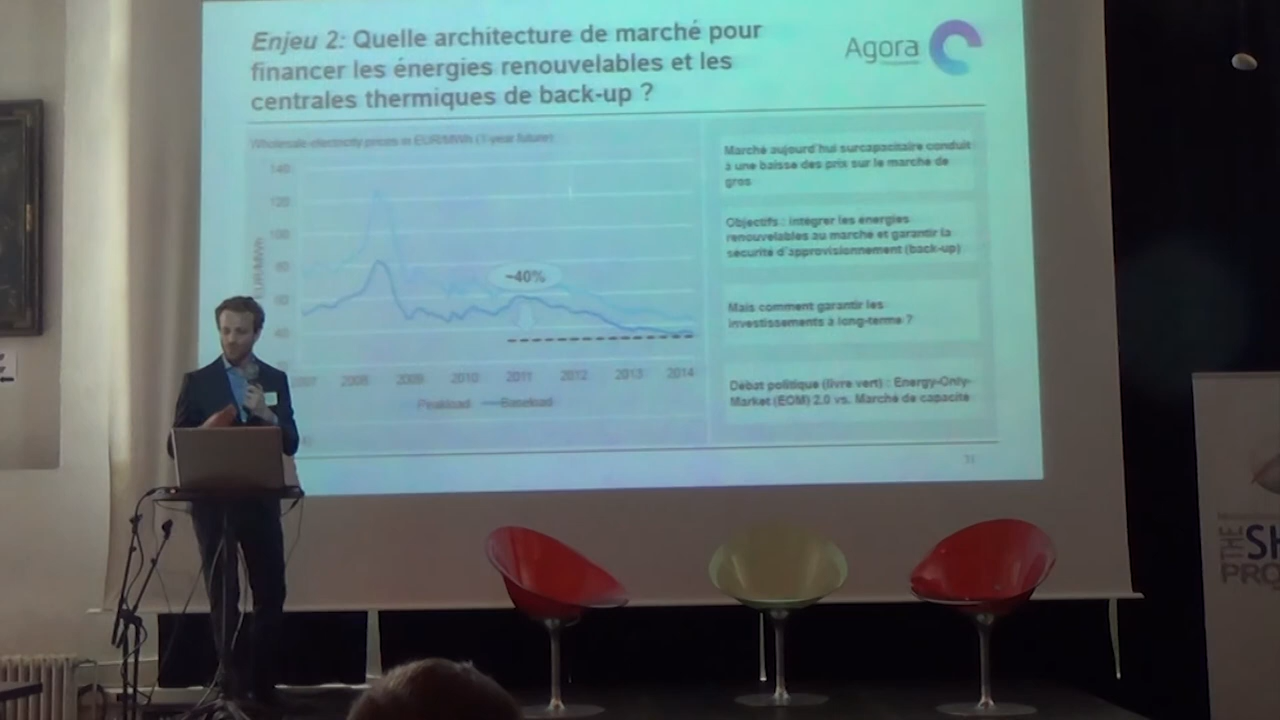 Enjeu 2: Quelle architecture de marché pour
financer les énergies renouvelables et les
centrales thermiques de back-up ?
Agora
Wholesale electricity prices in EUR/MWh (1-year future)
140
120
100
80
60
40
EUR/MWh
~40%
2008
2009
2010
2011
2012
2013
2014
Peakload
Baseload
Marché aujourd'hui surcapacitaire conduit
à une baisse des prix sur le marché de
gros
Objectifs : intégrer les énergies
renouvelables au marché et garantir la
sécurité d'approvisionnement (back-up)
Mais comment garantir les
investissements à long-terme ?
Débat politique (livre vert) : Energy-Only-
Market (EOM) 2.0 vs. Marché de capacité
THE